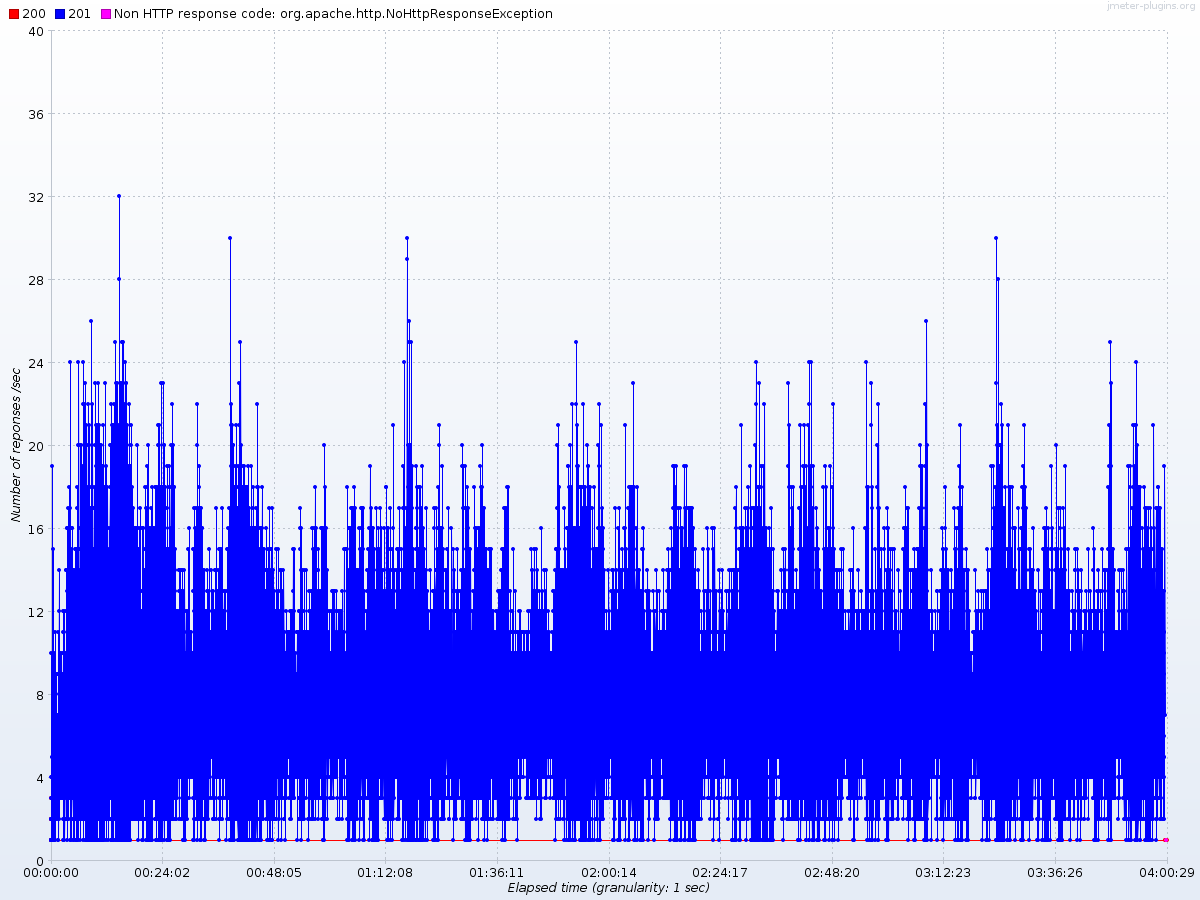 200 201 Non HTTP response code: org.apache.http.NoHttpResponseException
jmeter-plugins.org
40
36
32
28
24
20
16
12
8
4
0
Number of reponses /sec
00:00:00 00:24:02 00:48:05 01:12:08 01:36:11 02:00:14 02:24:17 02:48:20 03:12:23 03:36:26 04:00:29
Elapsed time (granularity: 1 sec)